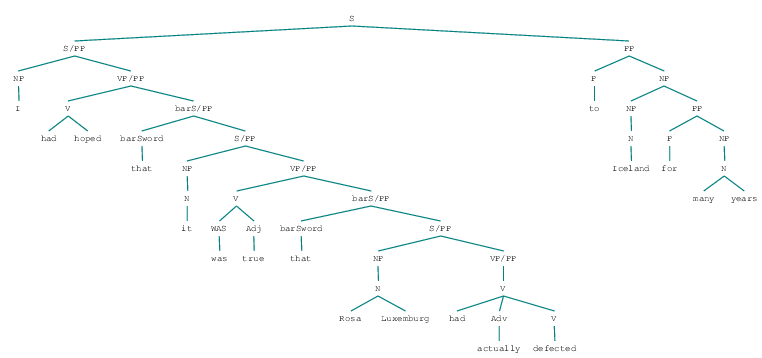 S
S/PP PP
NP VP/PP P NP
I V barS/PP to NP PP
had hoped barSword S/PP N P NP
that NP VP/PP Iceland for N
N V barS/PP many years
it WAS Adj barSword S/PP
was true that NP VP/PP
N V
Rosa Luxemburg had Adv V
actually defected